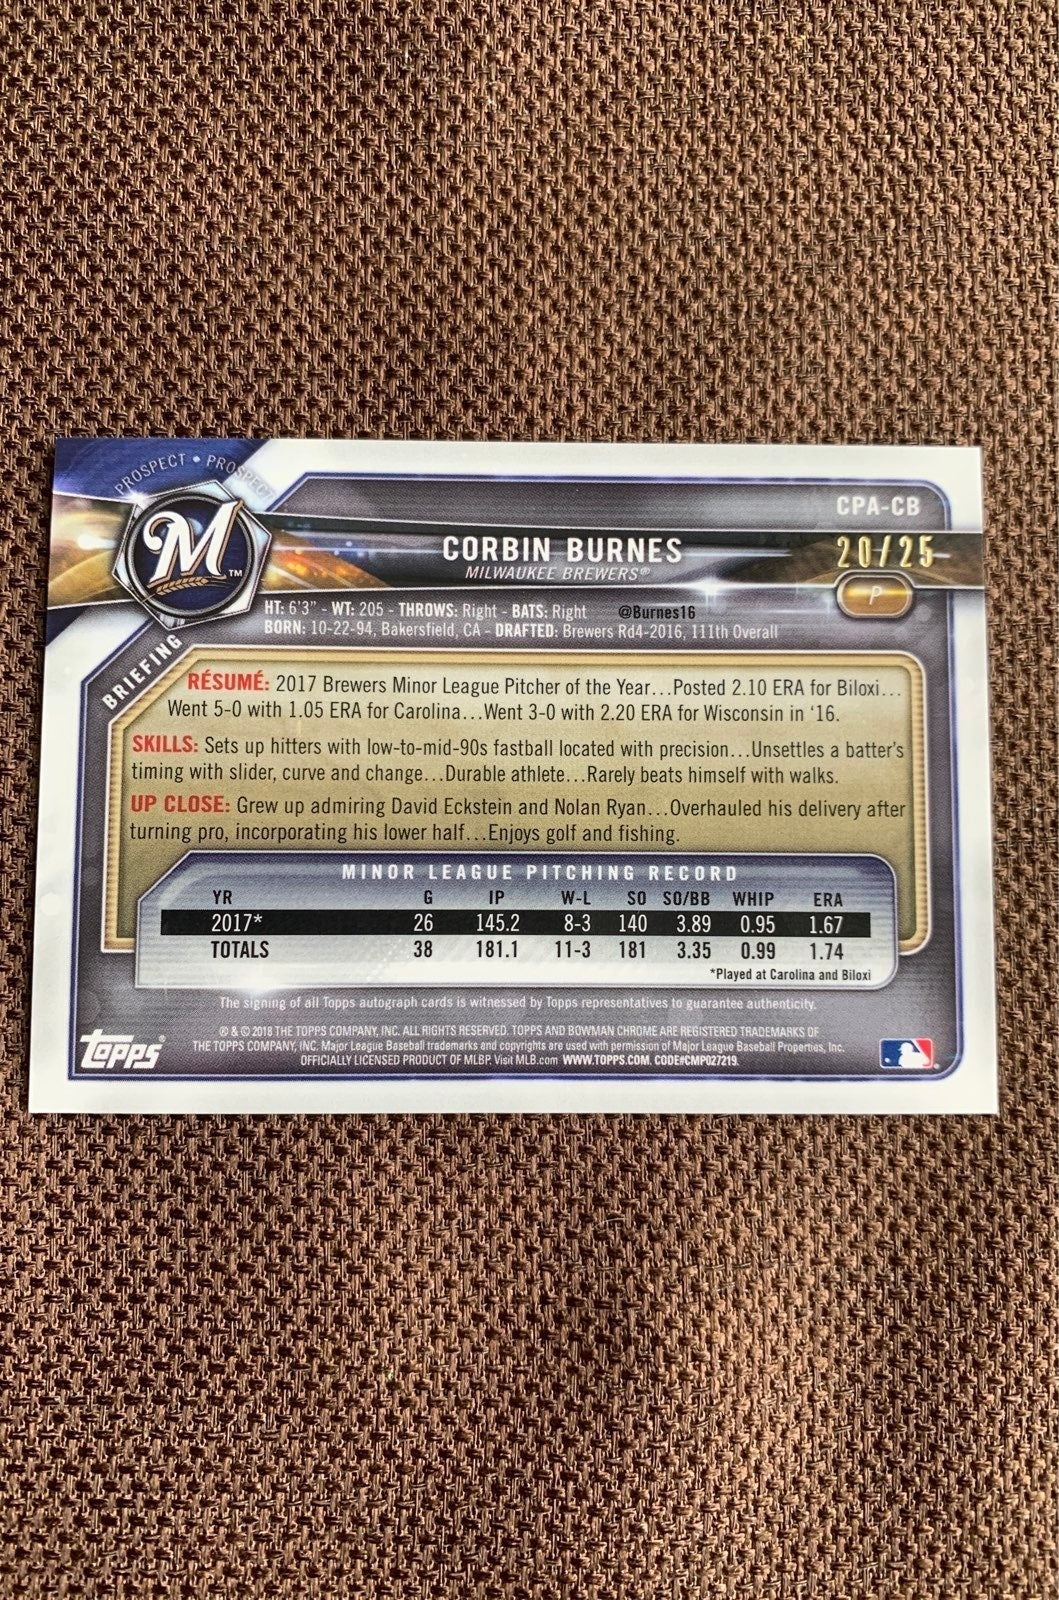 PROSPECT • PROSPECT
CPA-CB
M™
CORBIN BURNES
20/25
MILWAUKEE BREWERS®
P
HT: 6'3" - WT: 205 - THROWS: Right - BATS: Right @Burnes16
BORN: 10-22-94, Bakersfield, CA - DRAFTED: Brewers Rd4-2016, 111th Overall
BRIEFING
RÉSUMÉ: 2017 Brewers Minor League Pitcher of the Year...Posted 2.10 ERA for Biloxi...
Went 5-0 with 1.05 ERA for Carolina...Went 3-0 with 2.20 ERA for Wisconsin in '16.
SKILLS: Sets up hitters with low-to-mid-90s fastball located with precision...Unsettles a batter's
timing with slider, curve and change...Durable athlete...Rarely beats himself with walks.
UP CLOSE: Grew up admiring David Eckstein and Nolan Ryan...Overhauled his delivery after
turning pro, incorporating his lower half...Enjoys golf and fishing.
MINOR LEAGUE PITCHING RECORD
YR G IP W-L SO SO/BB WHIP ERA
2017* 26 145.2 8-3 140 3.89 0.95 1.67
TOTALS 38 181.1 11-3 181 3.35 0.99 1.74
*Played at Carolina and Biloxi
The signing of all Topps autograph cards is witnessed by Topps representatives to guarantee authenticity.
® & © 2018 THE TOPPS COMPANY, INC. ALL RIGHTS RESERVED. TOPPS AND BOWMAN CHROME ARE REGISTERED TRADEMARKS OF
THE TOPPS COMPANY, INC. Major League Baseball trademarks and copyrights are used with permission of Major League Baseball Properties, Inc.
OFFICIALLY LICENSED PRODUCT OF MLBP. Visit MLB.com WWW.TOPPS.COM. CODE#CMP027219.
topps®